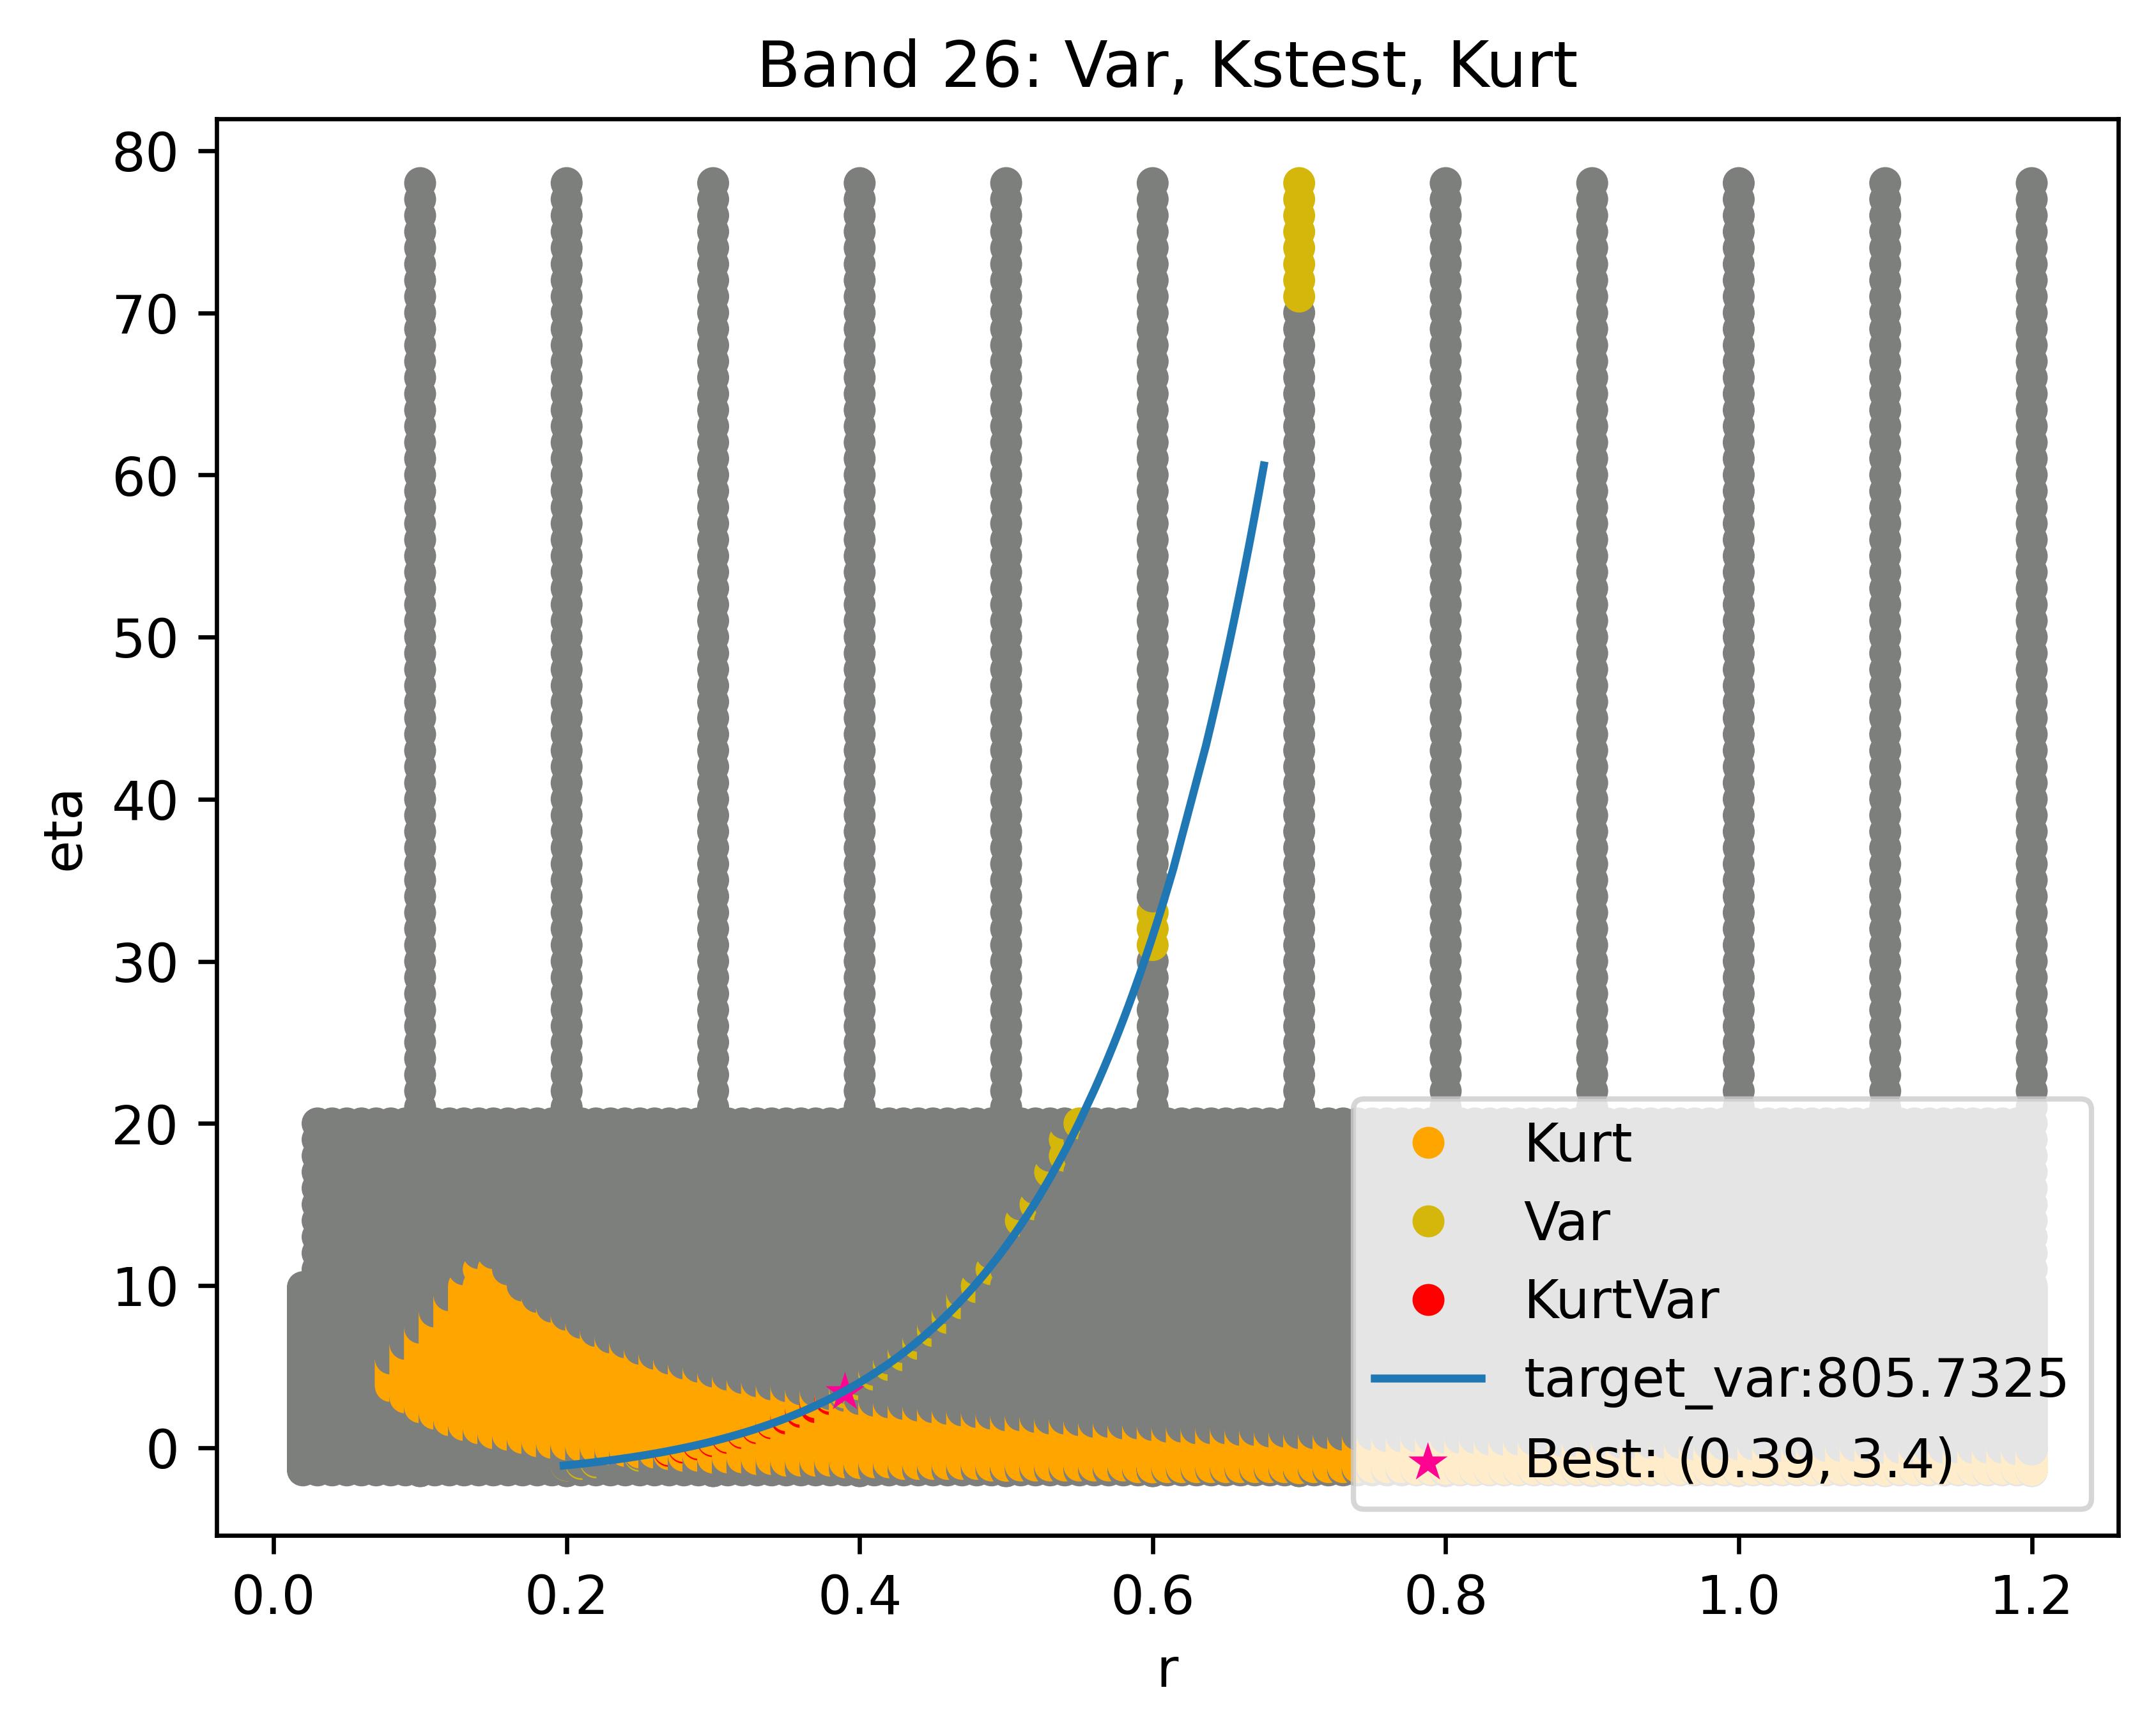 Band 26: Var, Kstest, Kurt
eta
80
70
60
50
40
30
20
10
0
Kurt
Var
KurtVar
target_var:805.7325
Best: (0.39, 3.4)
0.0 0.2 0.4 0.6 0.8 1.0 1.2
r